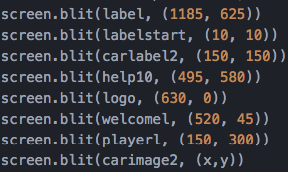 screen.blit(label, (1185, 625))
screen.blit(labelstart, (10, 10))
screen.blit(carlabel2, (150, 150))
screen.blit(help10, (495, 580))
screen.blit(logo, (630, 0))
screen.blit(welcomel, (520, 45))
screen.blit(playerl, (150, 300))
screen.blit(carimage2, (x,y))